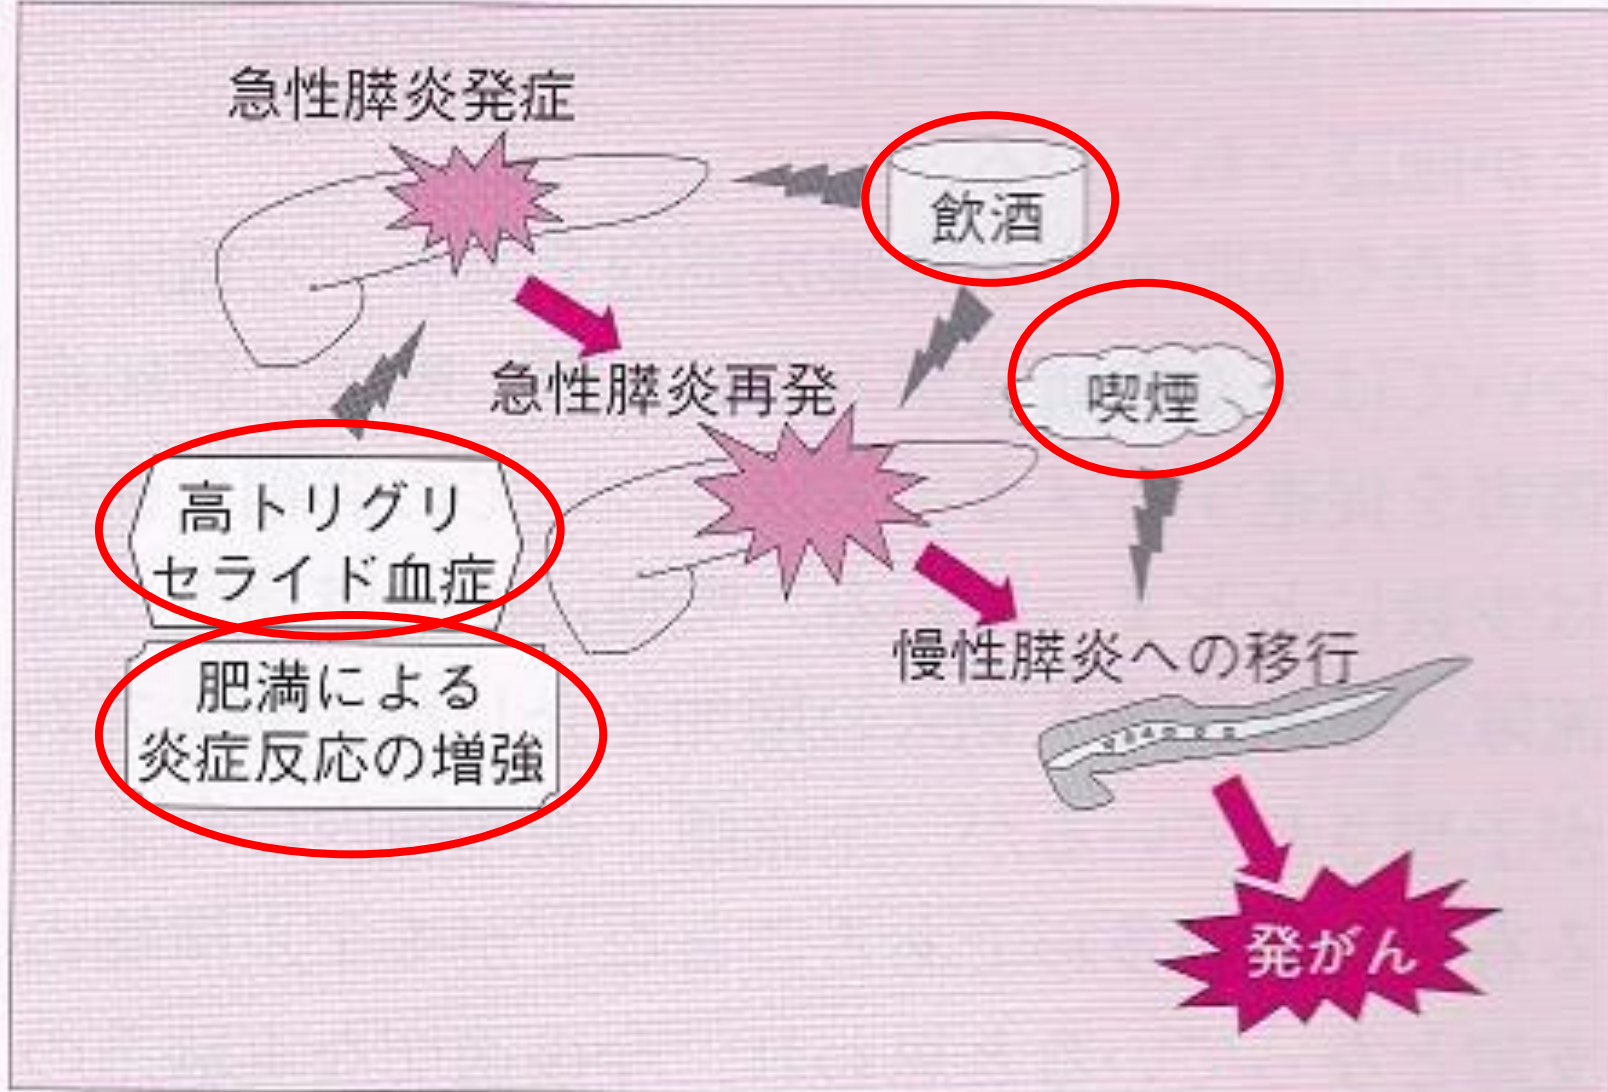 急性膵炎発症
飲酒
急性膵炎再発
喫煙
高トリグリ
セライド血症
肥満による
炎症反応の増強
慢性膵炎への移行
発がん